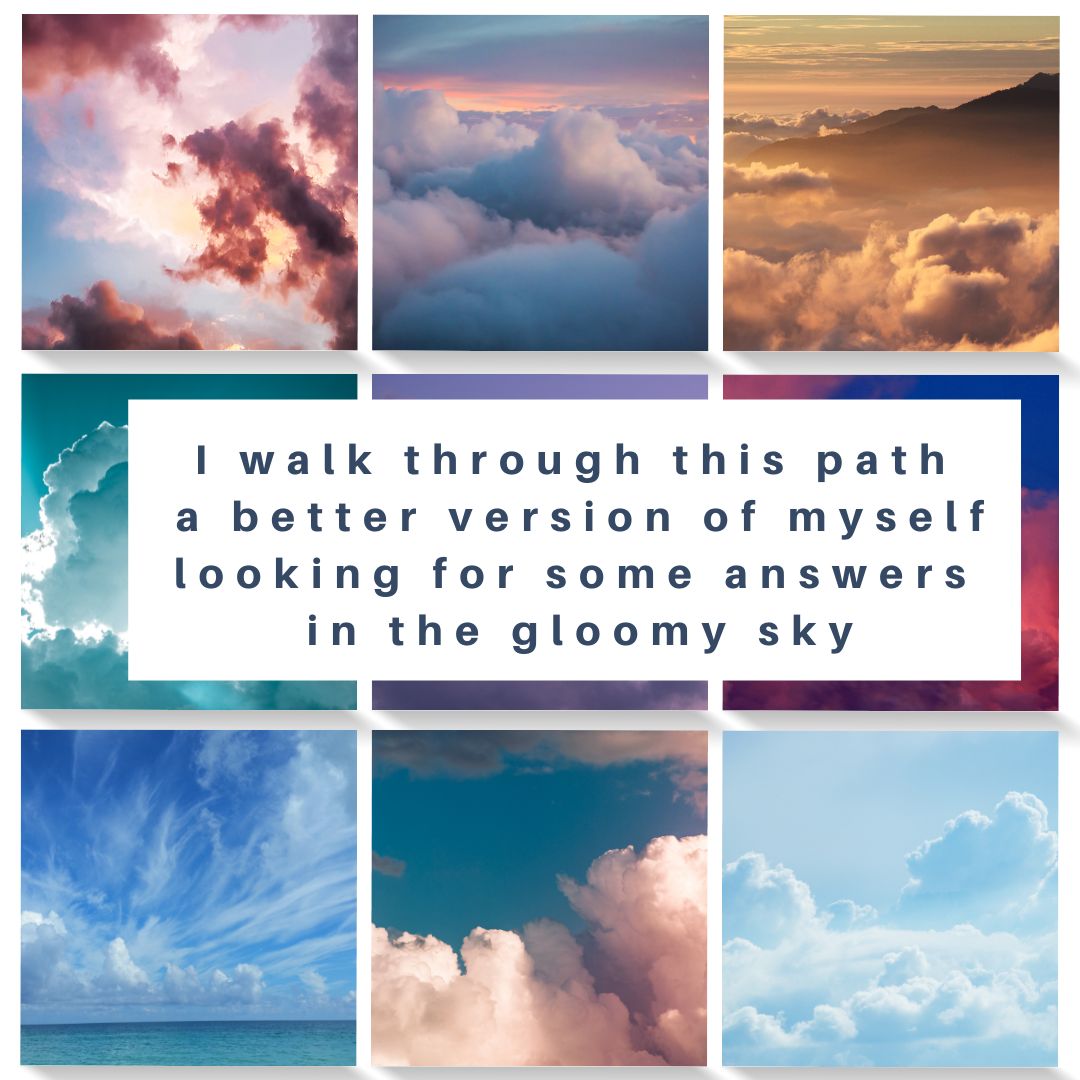 I walk through this path
a better version of myself
looking for some answers
in the gloomy sky